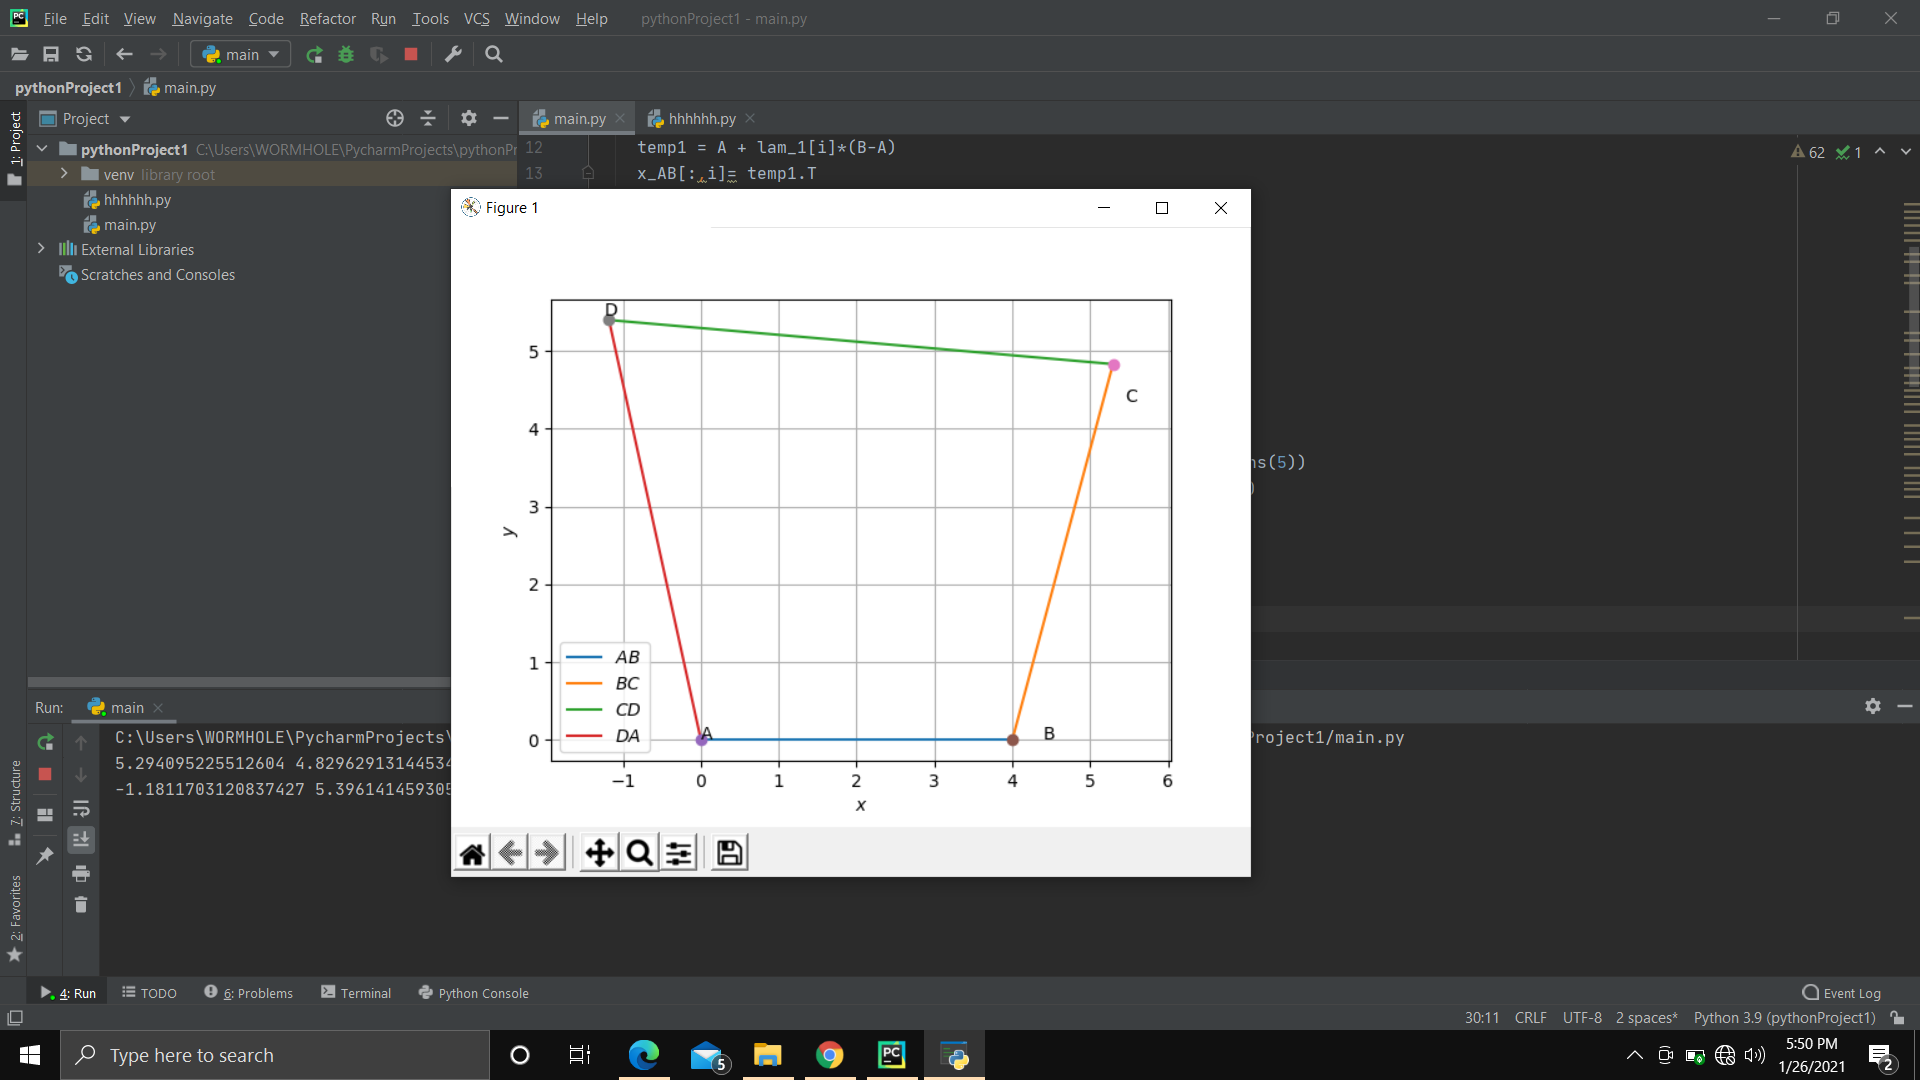 File Edit View Navigate Code Refactor Run Tools VCS Window Help pythonProject1 - main.py
main
pythonProject1 main.py
1: Project
Project
main.py
hhhhhh.py
pythonProject1 C:\Users\WORMHOLE\PycharmProjects\pythonPr
venv library root
hhhhhh.py
main.py
External Libraries
Scratches and Consoles
12 temp1 = A + lam_1[i]*(B-A)
13 x_AB[:,i]= temp1.T
62 1
ns(5))
)
Figure 1
D
C
A
B
5
4
3
2
1
0
y
−1 0 1 2 3 4 5 6
x
AB
BC
CD
DA
Run: main
C:\Users\WORMHOLE\PycharmProjects\
Project1/main.py
5.294095225512604 4.8296291314453
-1.1811703120837427 5.39614145930
7: Structure
2: Favorites
4: Run TODO 6: Problems Terminal Python Console Event Log
30:11 CRLF UTF-8 2 spaces* Python 3.9 (pythonProject1)
Type here to search
5
5:50 PM
1/26/2021
2